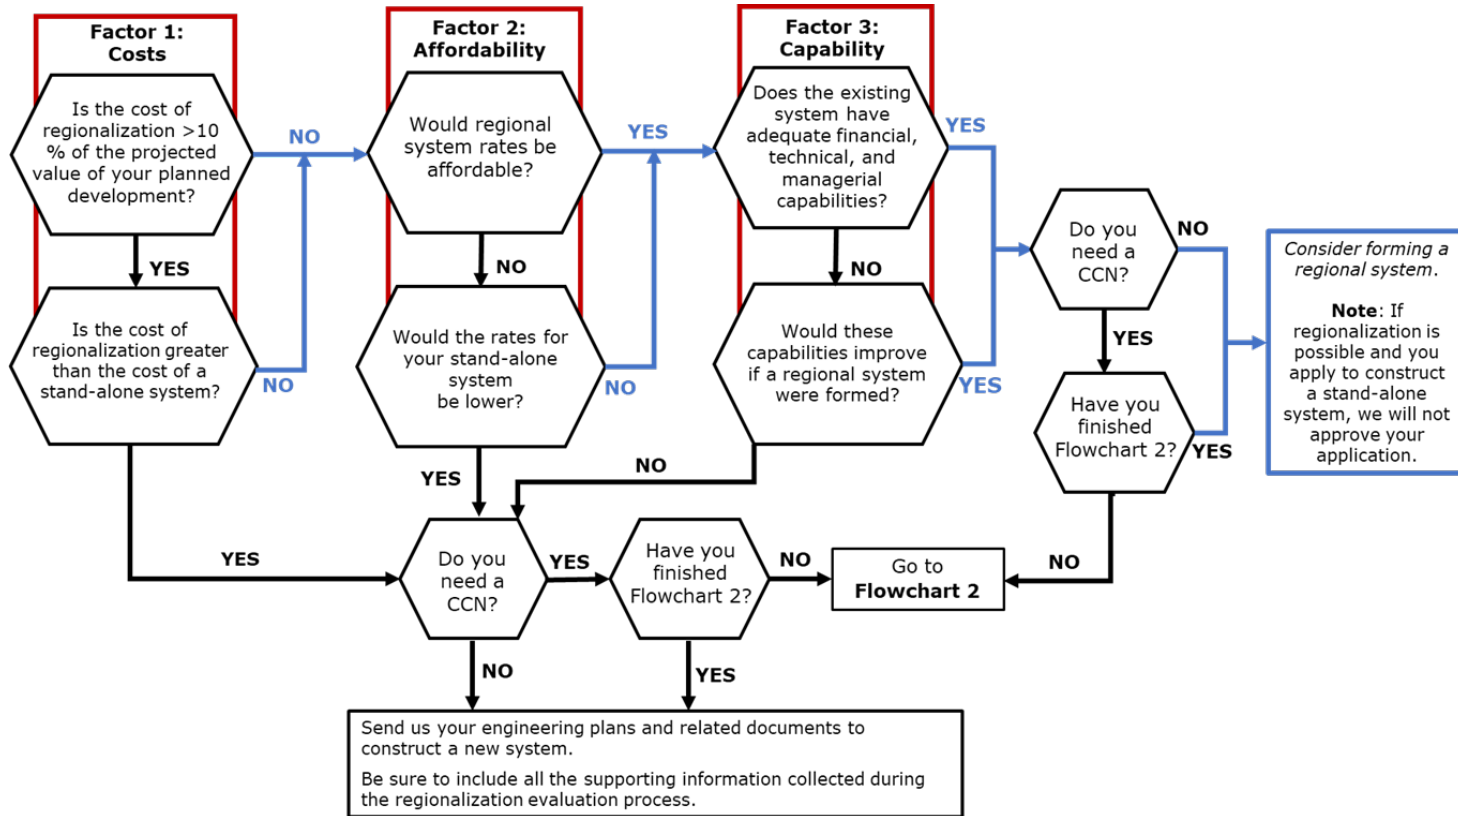 Factor 1:
Costs
Is the cost of
regionalization >10
% of the projected
value of your planned
development?
NO
YES
Is the cost of
regionalization greater
than the cost of a
stand-alone system?
NO
YES
Factor 2:
Affordability
Would regional
system rates be
affordable?
YES
NO
Would the rates for
your stand-alone
system
be lower?
NO
YES
Factor 3:
Capability
Does the existing
system have
adequate financial,
technical, and
managerial
capabilities?
YES
NO
Would these
capabilities improve
if a regional system
were formed?
YES
NO
Do you
need a
CCN?
NO
YES
Have you
finished
Flowchart 2?
YES
NO
Consider forming a
regional system.
Note: If
regionalization is
possible and you
apply to construct
a stand-alone
system, we will not
approve your
application.
Do you
need a
CCN?
YES
NO
Have you
finished
Flowchart 2?
NO
YES
Go to
Flowchart 2
Send us your engineering plans and related documents to
construct a new system.
Be sure to include all the supporting information collected during
the regionalization evaluation process.